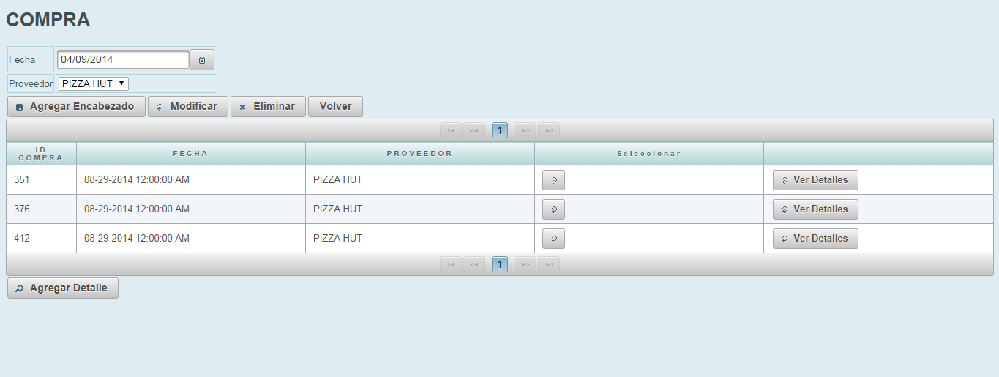 COMPRA
Fecha 04/09/2014
Proveedor PIZZA HUT
Agregar Encabezado Modificar Eliminar Volver
1
ID COMPRA FECHA PROVEEDOR Seleccionar
351 08-29-2014 12:00:00 AM PIZZA HUT Ver Detalles
376 08-29-2014 12:00:00 AM PIZZA HUT Ver Detalles
412 08-29-2014 12:00:00 AM PIZZA HUT Ver Detalles
1
Agregar Detalle